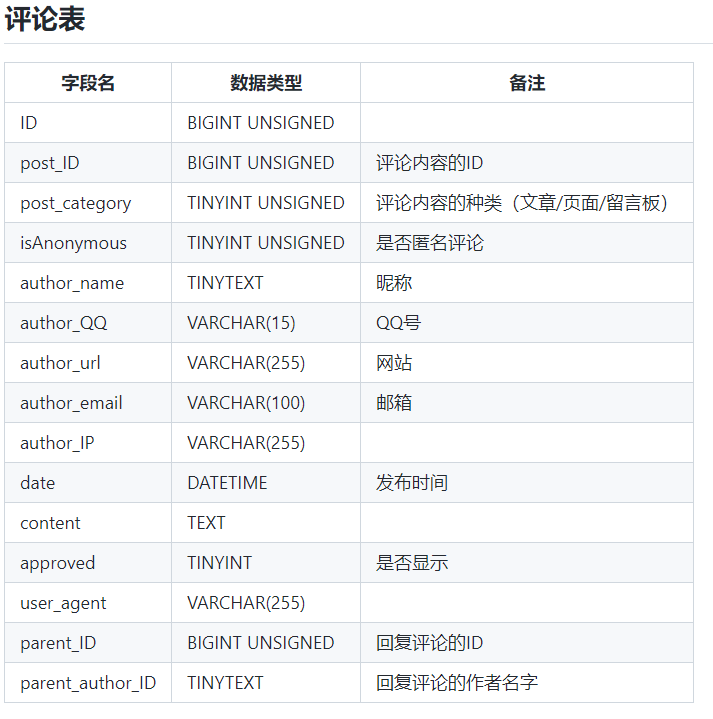 评论表
字段名 数据类型 备注
ID BIGINT UNSIGNED
post_ID BIGINT UNSIGNED 评论内容的ID
post_category TINYINT UNSIGNED 评论内容的种类（文章/页面/留言板）
isAnonymous TINYINT UNSIGNED 是否匿名评论
author_name TINYTEXT 昵称
author_QQ VARCHAR(15) QQ号
author_url VARCHAR(255) 网站
author_email VARCHAR(100) 邮箱
author_IP VARCHAR(255)
date DATETIME 发布时间
content TEXT
approved TINYINT 是否显示
user_agent VARCHAR(255)
parent_ID BIGINT UNSIGNED 回复评论的ID
parent_author_ID TINYTEXT 回复评论的作者名字